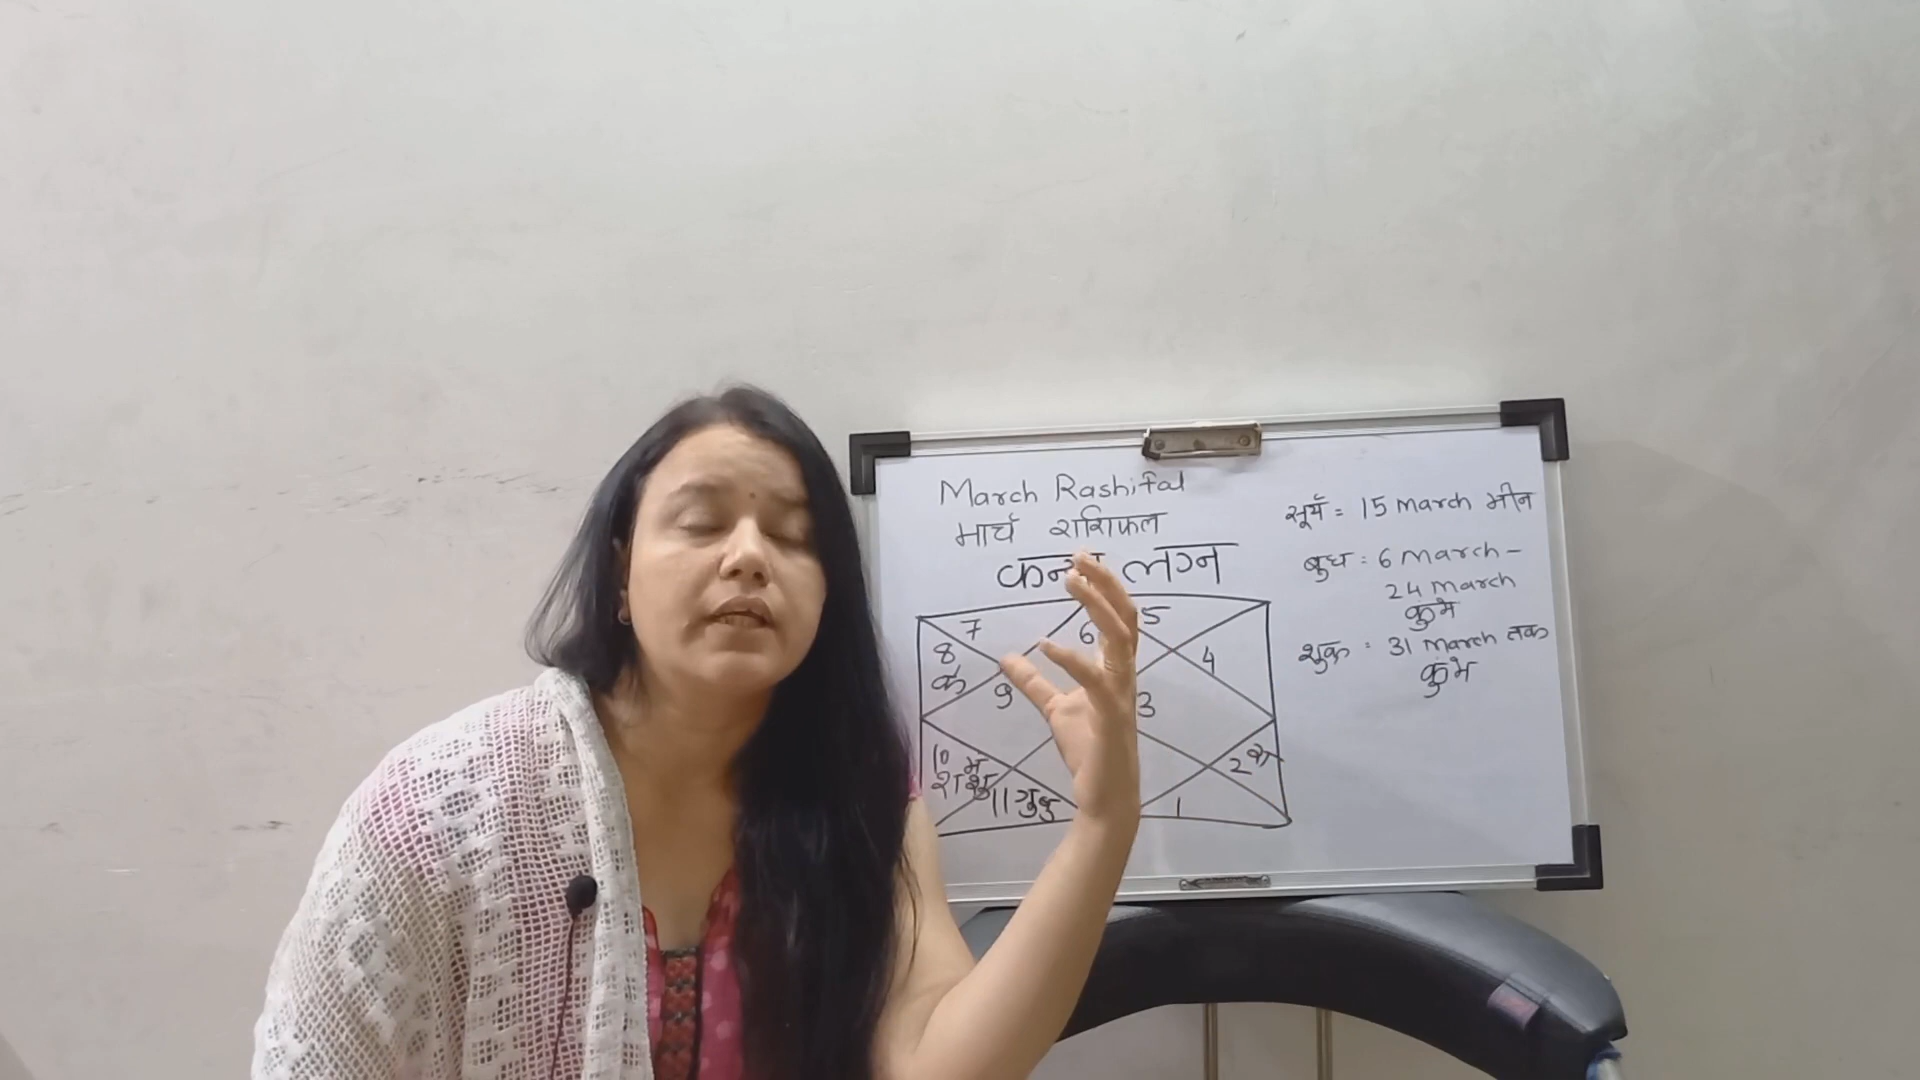 March Rashifal
मार्च राशिफल
कन्या लग्न
7
6
5
8
के
4
9
3
10 म
श शु
11 गु बु
1
2 रा
सूर्य = 15 March मीन
बुध : 6 March -
24 March
कुंभ
शुक्र : 31 March तक
कुंभ